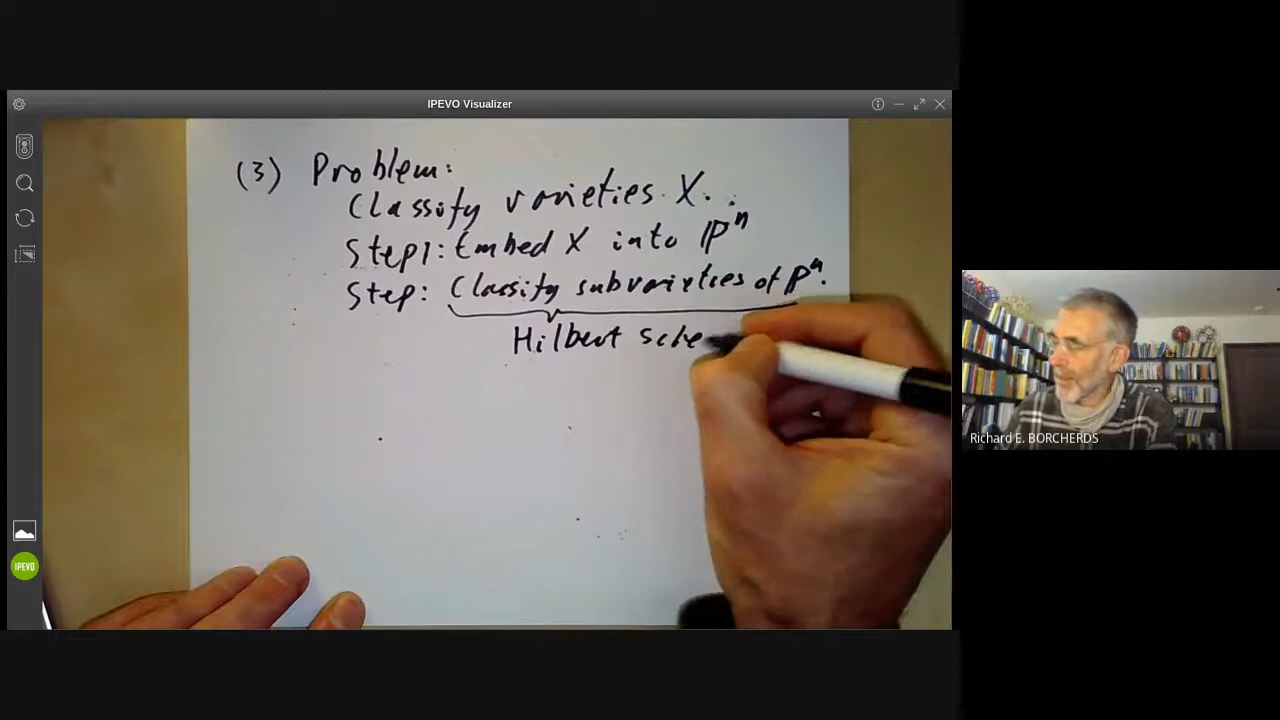 IPEVO Visualizer
(3) Problem:
Classify varieties X.
Step1: Embed X into ℙⁿ
Step: Classify subvarieties of ℙⁿ.
Hilbert sche
Richard E. BORCHERDS
IPEVO